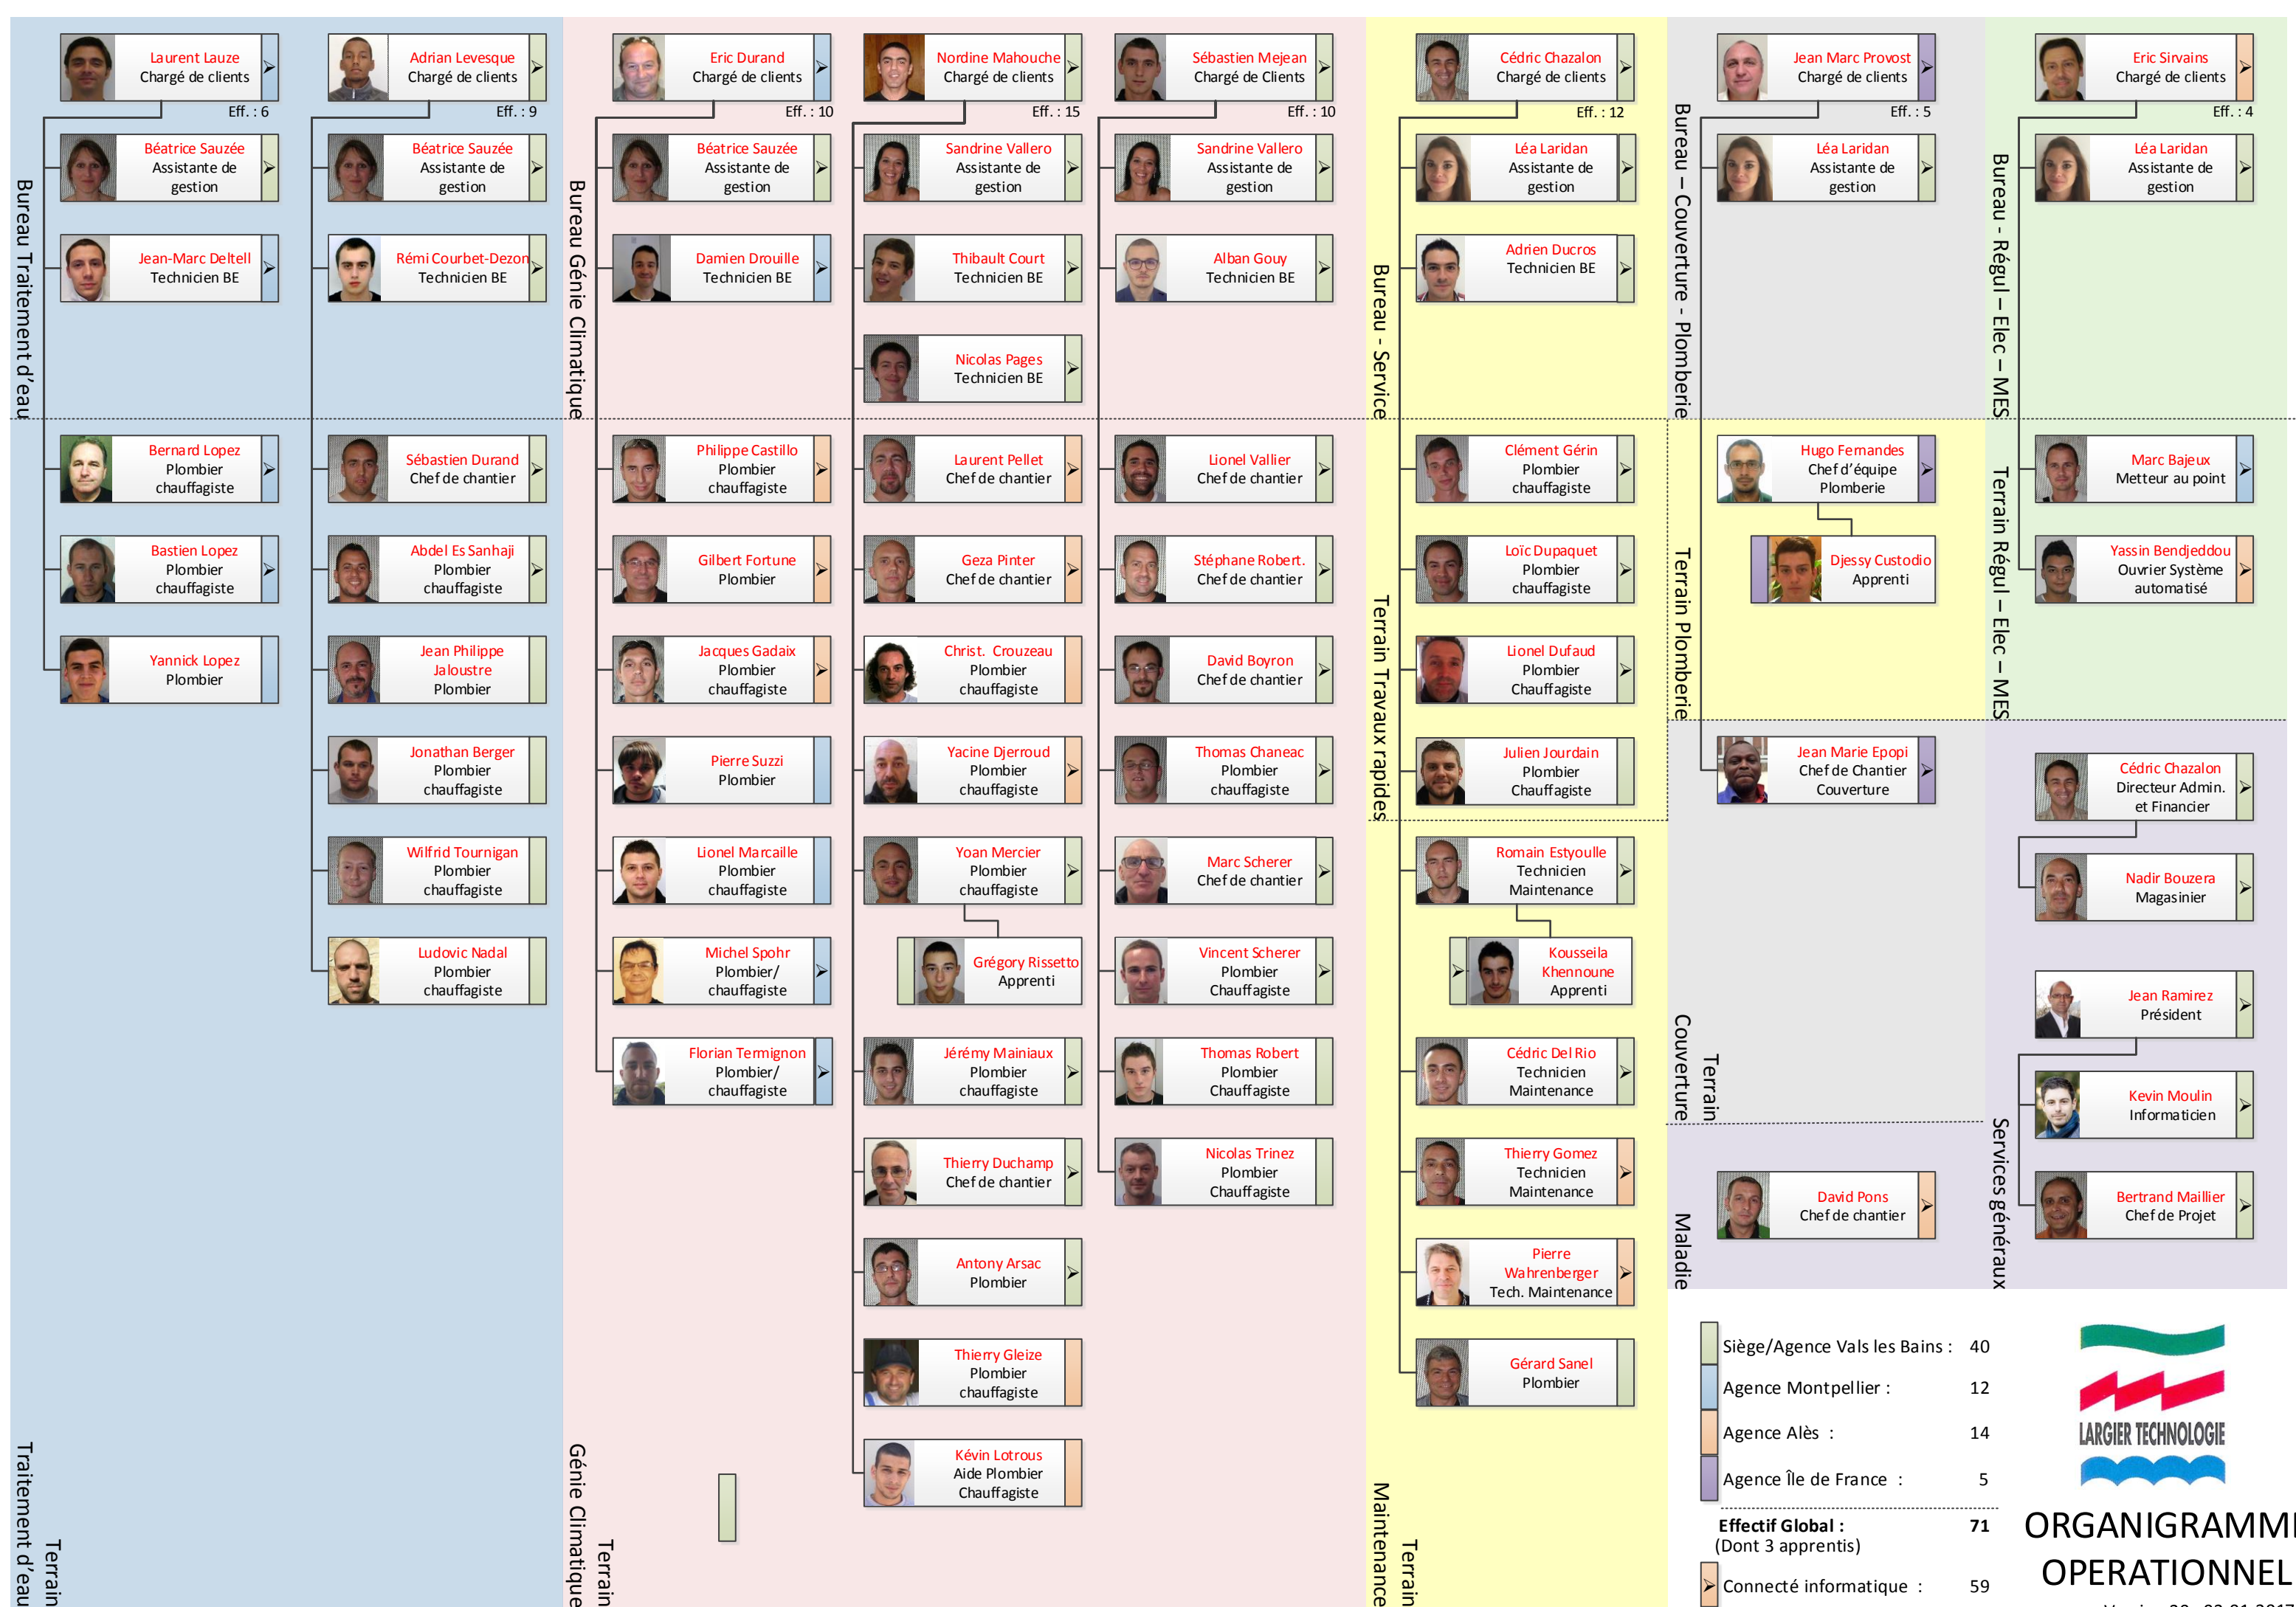 Bureau Traitement d'eau
Laurent Lauze
Chargé de clients
Eff. : 6
Béatrice Sauzée
Assistante de
gestion
Jean-Marc Deltell
Technicien BE
Bernard Lopez
Plombier
chauffagiste
Bastien Lopez
Plombier
chauffagiste
Yannick Lopez
Plombier
Adrian Levesque
Chargé de clients
Eff. : 9
Béatrice Sauzée
Assistante de
gestion
Rémi Courbet-Dezon
Technicien BE
Sébastien Durand
Chef de chantier
Abdel Es Sanhaji
Plombier
chauffagiste
Jean Philippe
Jaloustre
Plombier
Jonathan Berger
Plombier
chauffagiste
Wilfrid Tournigan
Plombier
chauffagiste
Ludovic Nadal
Plombier
chauffagiste
Terrain
Traitement d'eau
Bureau Génie Climatique
Eric Durand
Chargé de clients
Eff. : 10
Béatrice Sauzée
Assistante de
gestion
Damien Drouille
Technicien BE
Philippe Castillo
Plombier
chauffagiste
Gilbert Fortune
Plombier
Jacques Gadaix
Plombier
chauffagiste
Pierre Suzzi
Plombier
Lionel Marcaille
Plombier
chauffagiste
Michel Spohr
Plombier/
chauffagiste
Florian Termignon
Plombier/
chauffagiste
Nordine Mahouche
Chargé de clients
Eff. : 15
Sandrine Vallero
Assistante de
gestion
Thibault Court
Technicien BE
Nicolas Pages
Technicien BE
Laurent Pellet
Chef de chantier
Geza Pinter
Chef de chantier
Christ. Crouzeau
Plombier
chauffagiste
Yacine Djerroud
Plombier
chauffagiste
Yoan Mercier
Plombier
chauffagiste
Grégory Rissetto
Apprenti
Jérémy Mainiaux
Plombier
chauffagiste
Thierry Duchamp
Chef de chantier
Antony Arsac
Plombier
Thierry Gleize
Plombier
chauffagiste
Kévin Lotrous
Aide Plombier
Chauffagiste
Sébastien Mejean
Chargé de Clients
Eff. : 10
Sandrine Vallero
Assistante de
gestion
Alban Gouy
Technicien BE
Lionel Vallier
Chef de chantier
Stéphane Robert.
Chef de chantier
David Boyron
Chef de chantier
Thomas Chaneac
Plombier
chauffagiste
Marc Scherer
Chef de chantier
Vincent Scherer
Plombier
Chauffagiste
Thomas Robert
Plombier
Chauffagiste
Nicolas Trinez
Plombier
Chauffagiste
Terrain
Génie Climatique
Bureau - Service
Cédric Chazalon
Chargé de clients
Eff. : 12
Léa Laridan
Assistante de
gestion
Adrien Ducros
Technicien BE
Terrain Travaux rapides
Clément Gérin
Plombier
chauffagiste
Loïc Dupaquet
Plombier
chauffagiste
Lionel Dufaud
Plombier
Chauffagiste
Julien Jourdain
Plombier
Chauffagiste
Romain Estyoulle
Technicien
Maintenance
Kousseila
Khennoune
Apprenti
Cédric Del Rio
Technicien
Maintenance
Thierry Gomez
Technicien
Maintenance
Pierre
Wahrenberger
Tech. Maintenance
Gérard Sanel
Plombier
Terrain
Maintenance
Bureau – Couverture - Plomberie
Jean Marc Provost
Chargé de clients
Eff. : 5
Léa Laridan
Assistante de
gestion
Terrain Plomberie
Hugo Fernandes
Chef d'équipe
Plomberie
Djessy Custodio
Apprenti
Jean Marie Epopi
Chef de Chantier
Couverture
Terrain
Couverture
Maladie
David Pons
Chef de chantier
Bureau - Régul – Elec – MES
Eric Sirvains
Chargé de clients
Eff. : 4
Léa Laridan
Assistante de
gestion
Terrain Régul – Elec – MES
Marc Bajeux
Metteur au point
Yassin Bendjeddou
Ouvrier Système
automatisé
Services généraux
Cédric Chazalon
Directeur Admin.
et Financier
Nadir Bouzera
Magasinier
Jean Ramirez
Président
Kevin Moulin
Informaticien
Bertrand Maillier
Chef de Projet
Siège/Agence Vals les Bains : 40
Agence Montpellier : 12
Agence Alès : 14
Agence Île de France : 5
Effectif Global : 71
(Dont 3 apprentis)
Connecté informatique : 59
LARGIER TECHNOLOGIE
ORGANIGRAMME
OPERATIONNEL